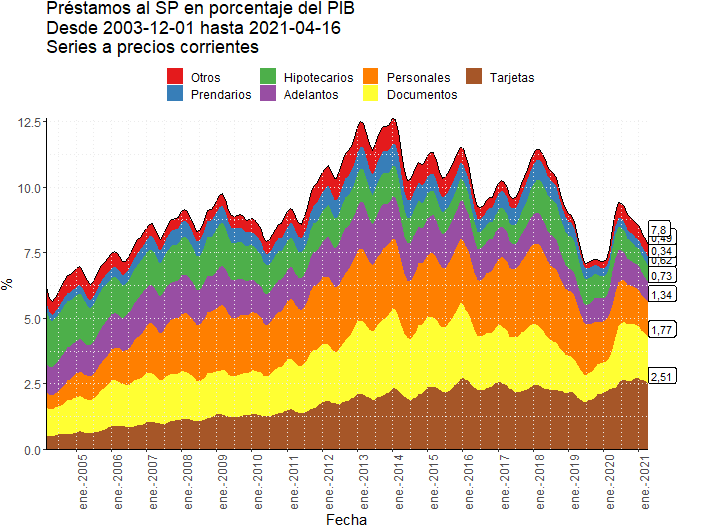 Préstamos al SP en porcentaje del PIB
Desde 2003-12-01 hasta 2021-04-16
Series a precios corrientes
Otros Hipotecarios Personales Tarjetas
Prendarios Adelantos Documentos
12.5
10.0
7.5
5.0
2.5
0.0
%
7,8
0,49
0,34
0,62
0,73
1,34
1,77
2,51
ene.-2005
ene.-2006
ene.-2007
ene.-2008
ene.-2009
ene.-2010
ene.-2011
ene.-2012
ene.-2013
ene.-2014
ene.-2015
ene.-2016
ene.-2017
ene.-2018
ene.-2019
ene.-2020
ene.-2021
Fecha